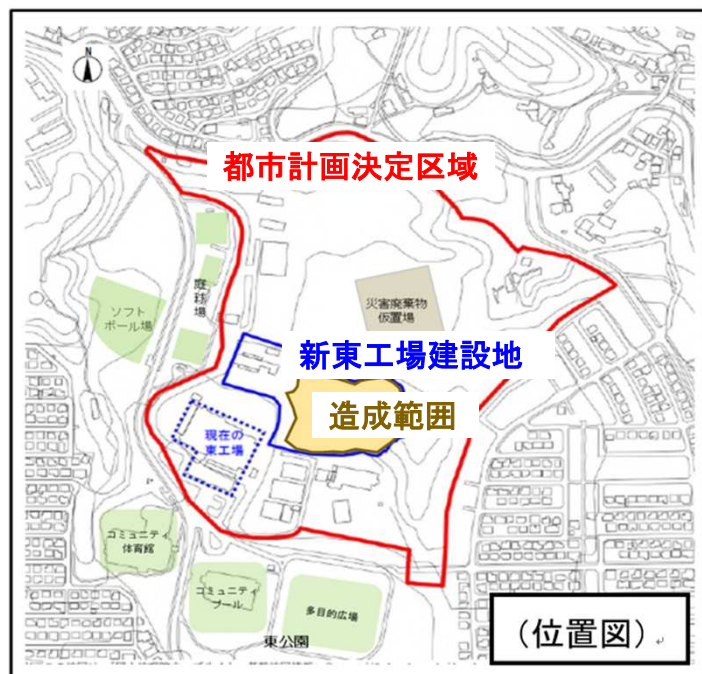 N
都市計画決定区域
庭球場
ソフト
ボール場
災害廃棄物
仮置場
新東工場建設地
造成範囲
現在の
東工場
コミュニティ
体育館
コミュニティ
プール
多目的広場
東公園
(位置図)